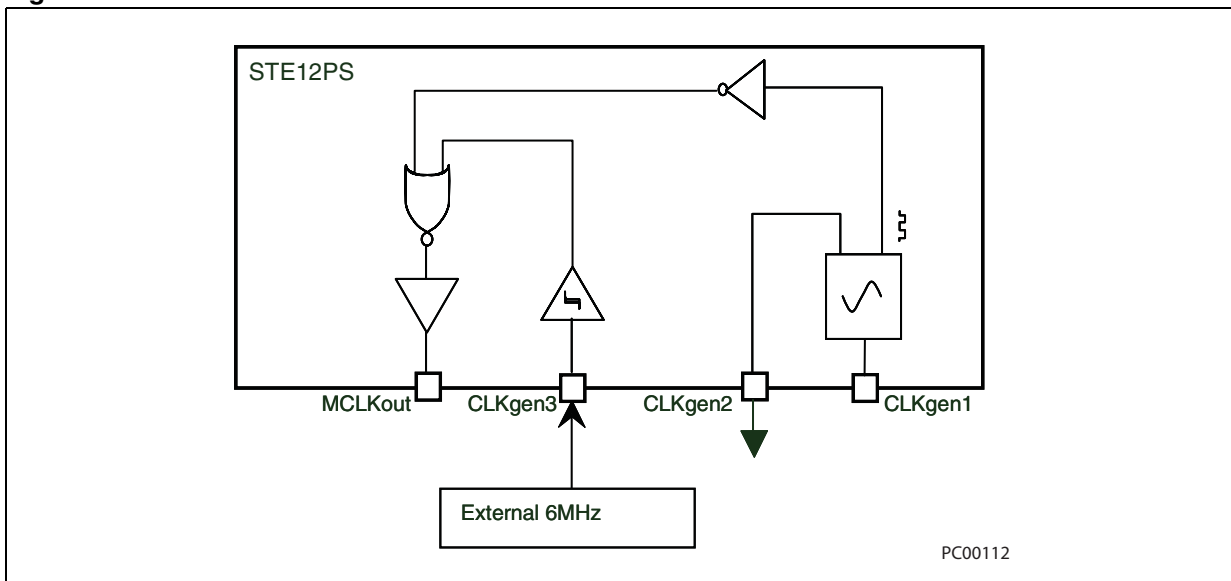 STE12PS
MCLKout
CLKgen3
CLKgen2
CLKgen1
External 6MHz
PC00112